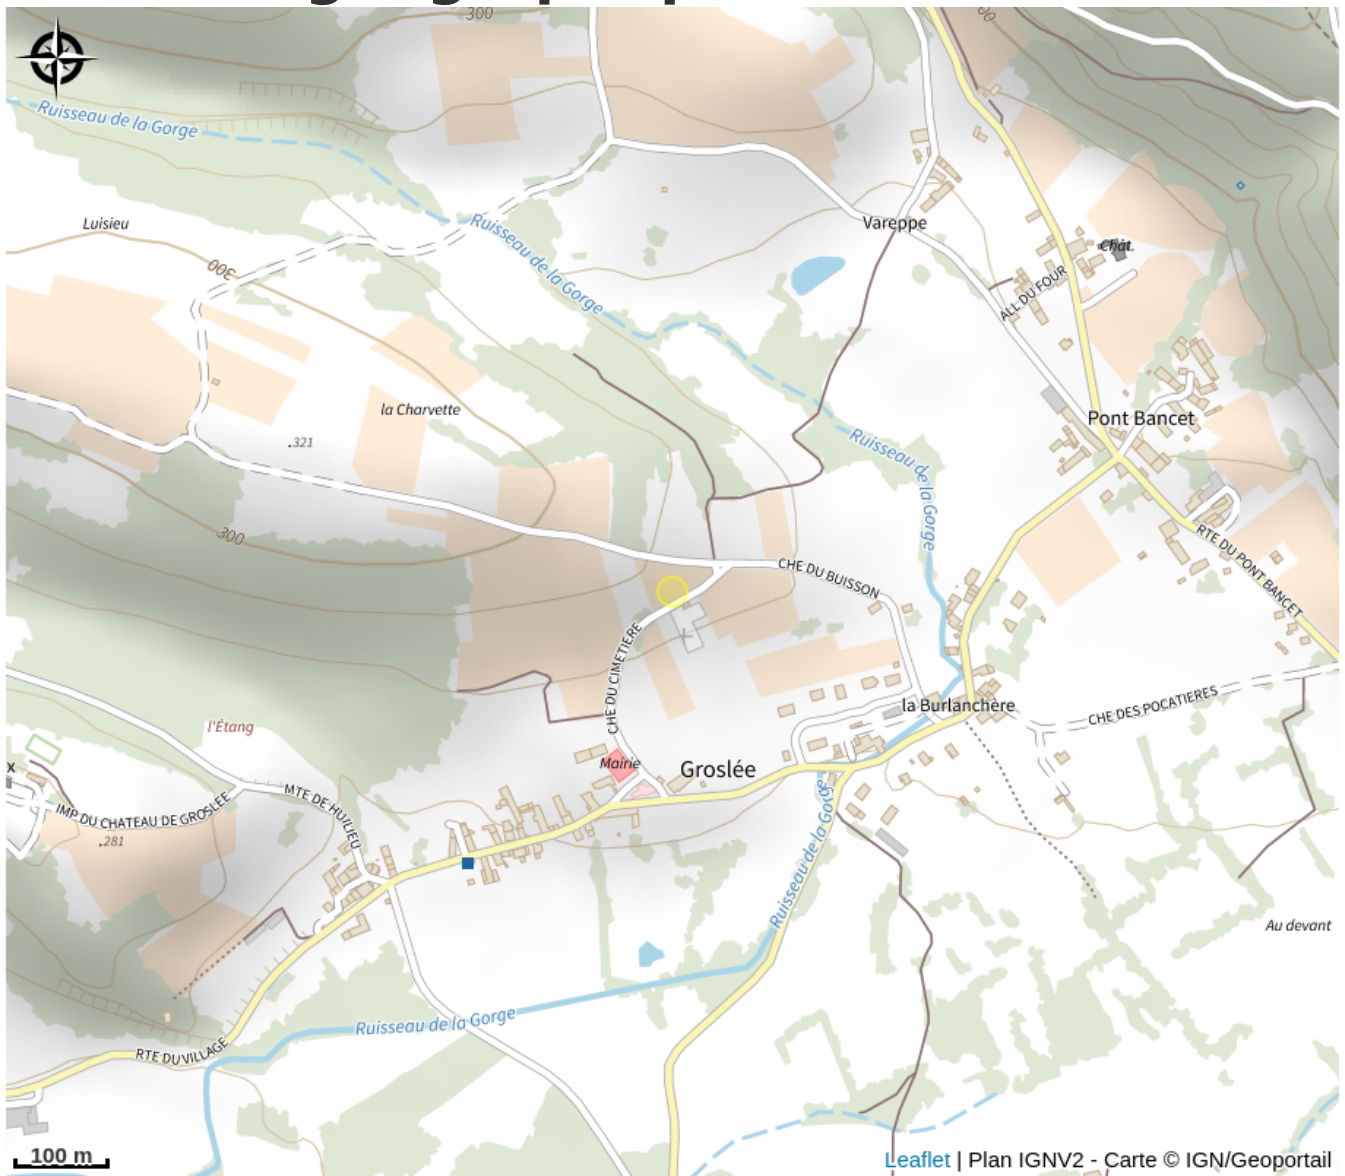 300
Ruisseau de la Gorge
Ruisseau de la Gorge
Luisieu
Vareppe
Chât.
300
ALL DU FOUR
la Charvette
.321
Pont Bancet
Ruisseau de la Gorge
300
RTE DU PONT BANCET
CHE DU BUISSON
CHE DU CIMETIERE
la Burlanchère
CHE DES POCATIERES
l'Étang
Mairie
Groslée
x
IMP DU CHATEAU DE GROSLEE
MTE DE HUILIEU
.281
Ruisseau de la Gorge
Au devant
Ruisseau de la Gorge
RTE DU VILLAGE
100 m
Leaflet | Plan IGNV2 - Carte © IGN/Geoportail